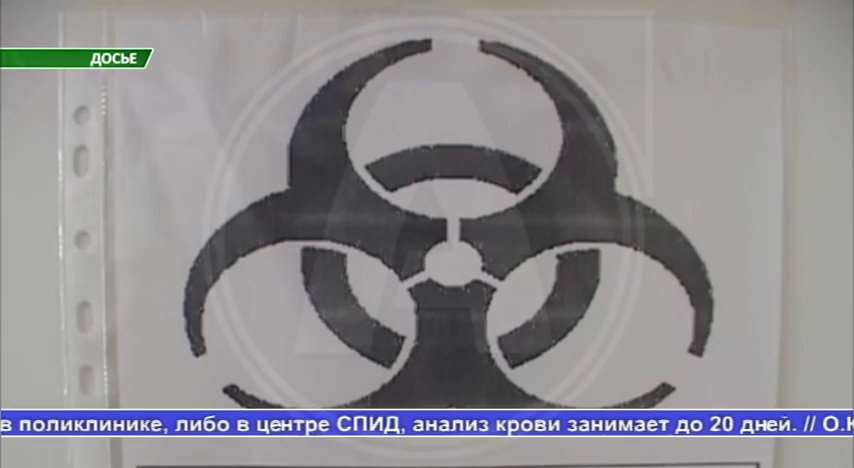 ДОСЬЕ
в поликлинике, либо в центре СПИД, анализ крови занимает до 20 дней. // О.К